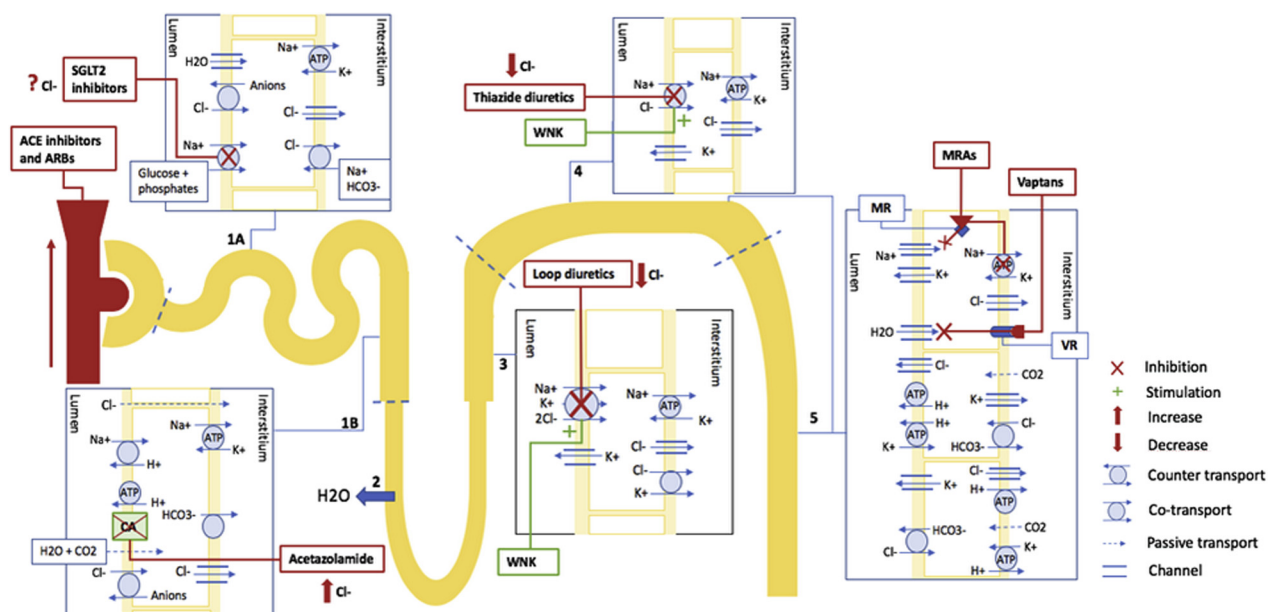 Lumen
Interstitium
H2O
Anions
Cl-
Na+
ATP
K+
Cl-
Cl-
Na+
Glucose +
phosphates
Na+
HCO3-
? Cl-
SGLT2
inhibitors
ACE inhibitors
and ARBs
1A
Lumen
Interstitium
Cl-
Na+
H+
ATP
H+
CA
H2O + CO2
Cl-
Anions
Na+
ATP
K+
HCO3-
Cl-
Acetazolamide
Cl-
1B
2
H2O
Cl-
Thiazide diuretics
WNK
Lumen
Interstitium
Na+
Cl-
+
K+
Na+
ATP
K+
Cl-
4
Loop diuretics
Cl-
3
Lumen
Interstitium
Na+
K+
2Cl-
+
K+
Na+
ATP
K+
Cl-
Cl-
K+
WNK
5
MRAs
Vaptans
MR
VR
Lumen
Interstitium
Na+
K+
Na+
ATP
K+
Cl-
H2O
Cl-
CO2
ATP
H+
H+
ATP
K+
K+
Cl-
HCO3-
K+
Cl-
H+
ATP
HCO3-
Cl-
CO2
K+
ATP
H+
Inhibition
+ Stimulation
Increase
Decrease
Counter transport
Co-transport
Passive transport
Channel